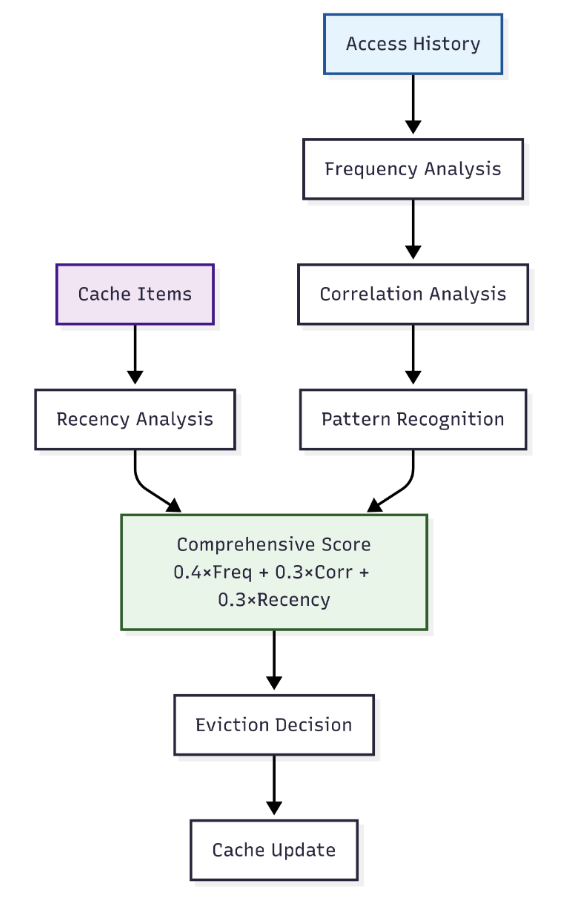 Access History
Frequency Analysis
Cache Items
Correlation Analysis
Recency Analysis
Pattern Recognition
Comprehensive Score
0.4×Freq + 0.3×Corr +
0.3×Recency
Eviction Decision
Cache Update